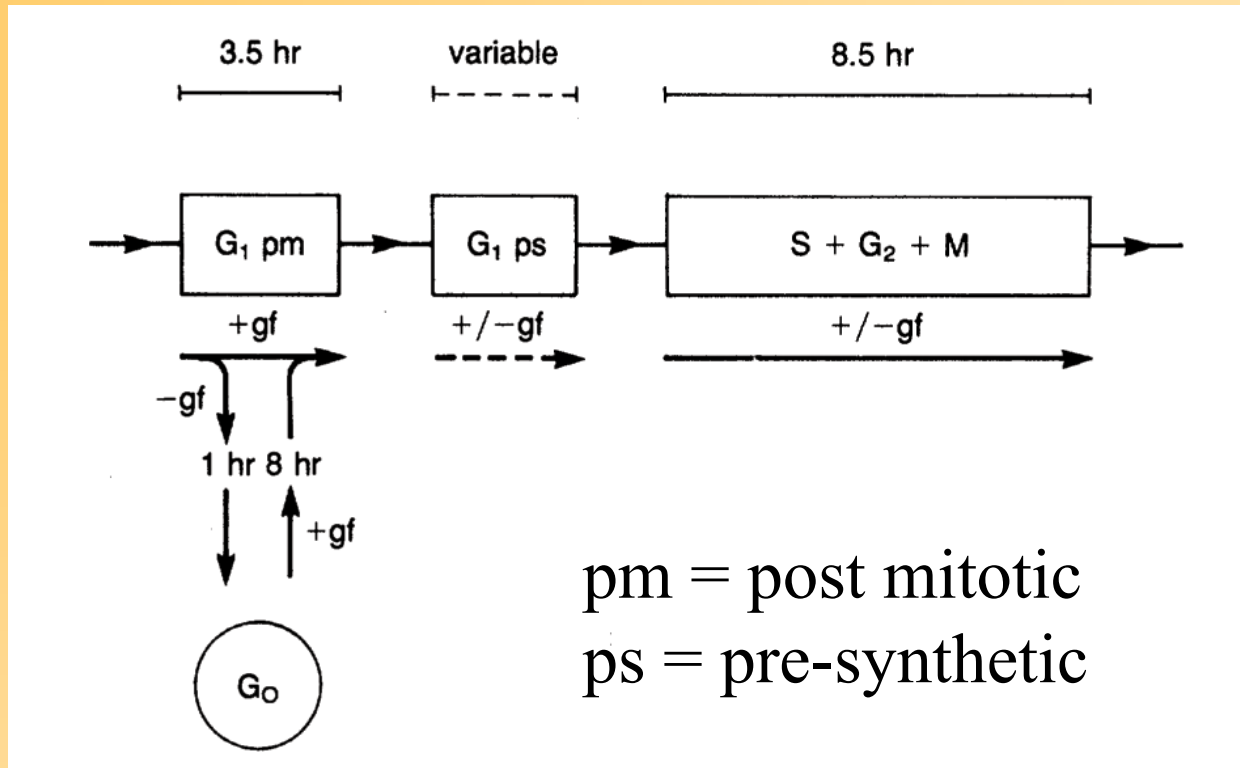 3.5 hr variable 8.5 hr
G₁ pm G₁ ps S + G₂ + M
+gf +/−gf +/−gf
−gf
1 hr 8 hr
+gf
G₀
pm = post mitotic
ps = pre-synthetic